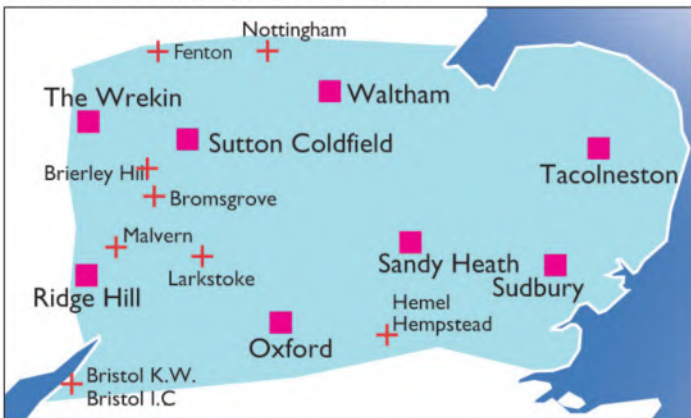 Nottingham
Fenton
The Wrekin
Waltham
Sutton Coldfield
Tacolneston
Brierley Hill
Bromsgrove
Malvern
Larkstoke
Sandy Heath
Sudbury
Ridge Hill
Hemel
Hempstead
Oxford
Bristol K.W.
Bristol I.C